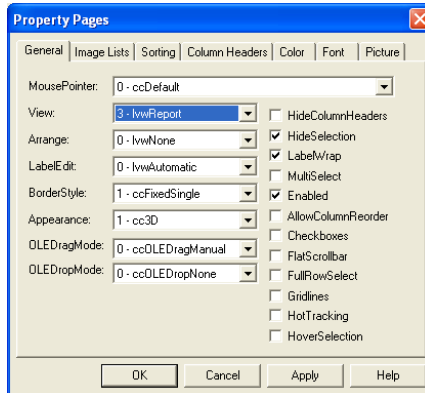 Property Pages
General Image Lists Sorting Column Headers Color Font Picture
MousePointer: 0 - ccDefault
View: 3 - lvwReport
Arrange: 0 - lvwNone
LabelEdit: 0 - lvwAutomatic
BorderStyle: 1 - ccFixedSingle
Appearance: 1 - cc3D
OLEDragMode: 0 - ccOLEDragManual
OLEDropMode: 0 - ccOLEDropNone
HideColumnHeaders
HideSelection
LabelWrap
MultiSelect
Enabled
AllowColumnReorder
Checkboxes
FlatScrollbar
FullRowSelect
Gridlines
HotTracking
HoverSelection
OK Cancel Apply Help